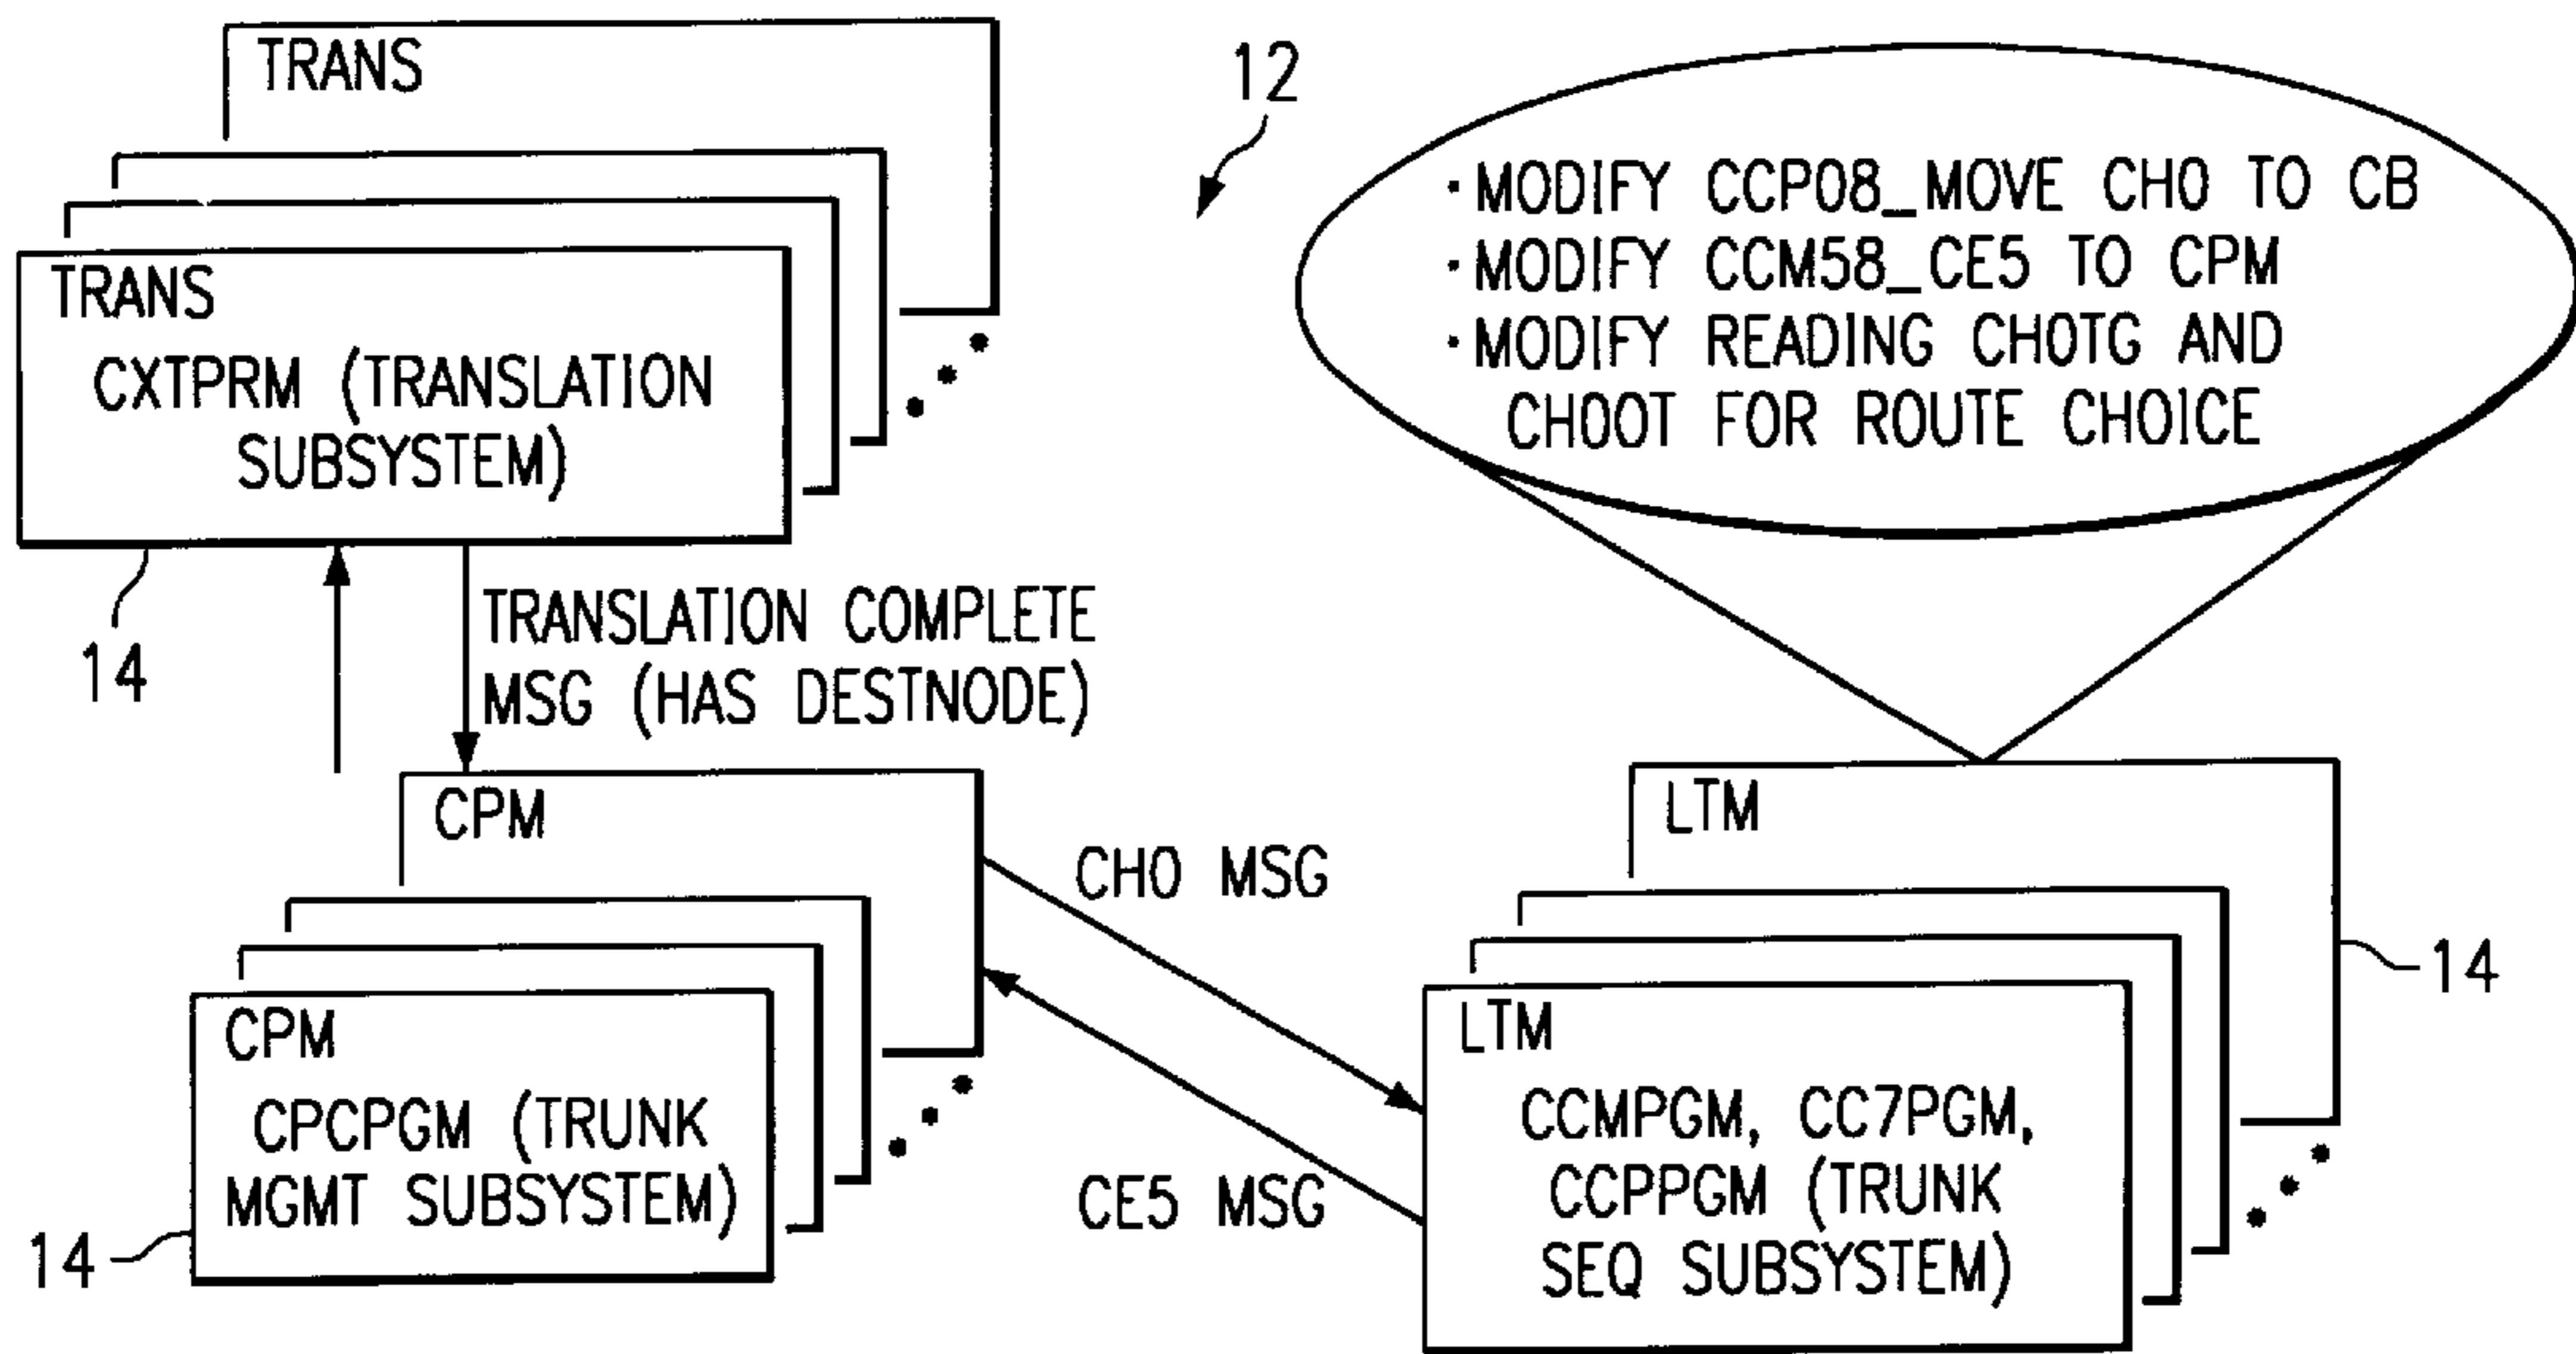 TRANS
TRANS
CXTPRM (TRANSLATION
SUBSYSTEM)
14
12
·MODIFY CCP08_MOVE CH0 TO CB
·MODIFY CCM58_CE5 TO CPM
·MODIFY READING CH0TG AND
CH00T FOR ROUTE CHOICE
TRANSLATION COMPLETE
MSG (HAS DESTNODE)
CPM
CPM
CPCPGM (TRUNK
MGMT SUBSYSTEM)
14
CH0 MSG
CE5 MSG
LTM
LTM
CCMPGM, CC7PGM,
CCPPGM (TRUNK
SEQ SUBSYSTEM)
14